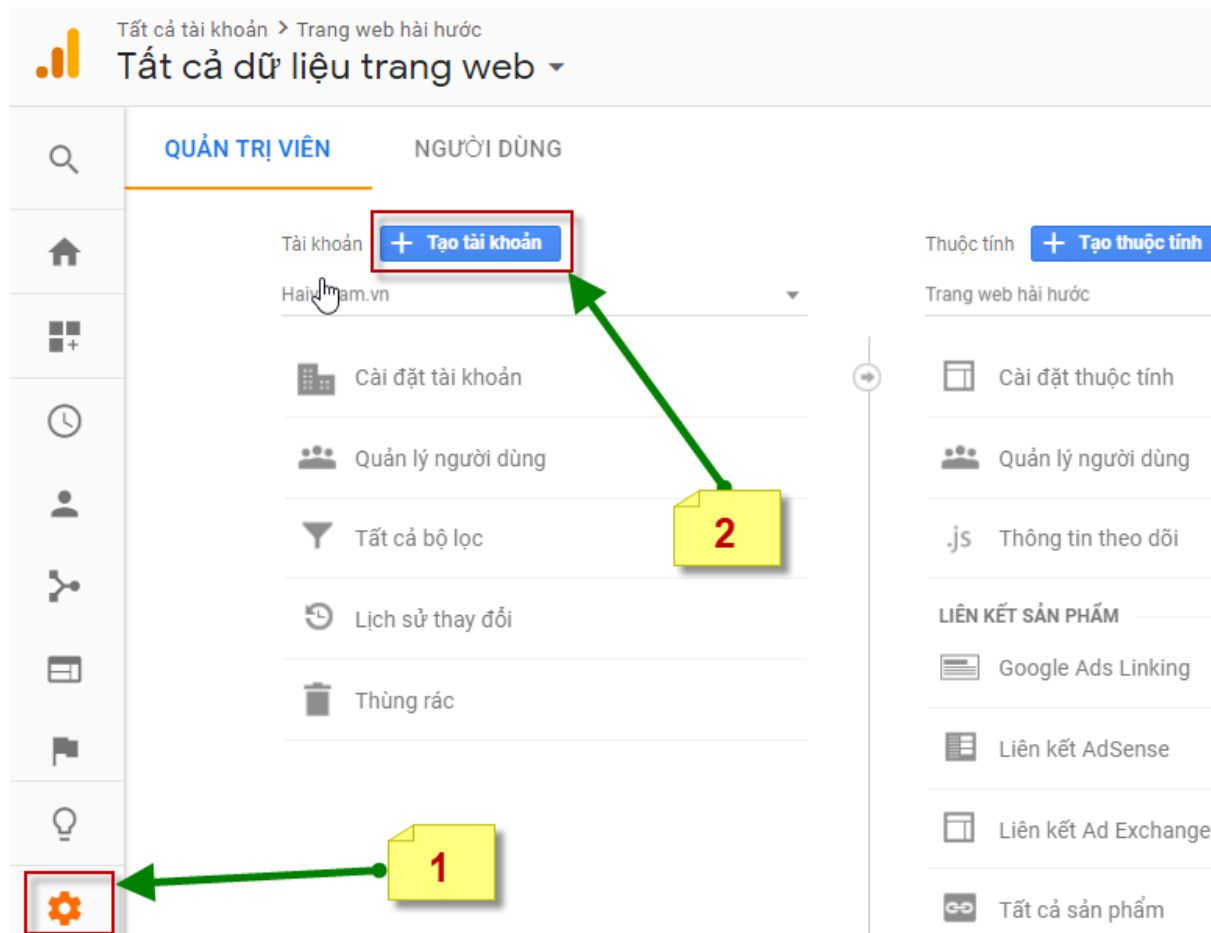 Tất cả tài khoản > Trang web hài hước
Tất cả dữ liệu trang web
QUẢN TRỊ VIÊN
NGƯỜI DÙNG
Tài khoản
+ Tạo tài khoản
Cài đặt tài khoản
Quản lý người dùng
Tất cả bộ lọc
Lịch sử thay đổi
Thùng rác
2
1
Thuộc tính
+ Tạo thuộc tính
Trang web hài hước
Cài đặt thuộc tính
Quản lý người dùng
.js Thông tin theo dõi
LIÊN KẾT SẢN PHẨM
Google Ads Linking
Liên kết AdSense
Liên kết Ad Exchange
Tất cả sản phẩm